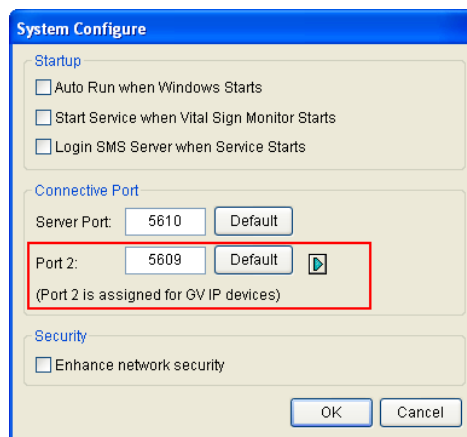 System Configure
Startup
Auto Run when Windows Starts
Start Service when Vital Sign Monitor Starts
Login SMS Server when Service Starts
Connective Port
Server Port: 5610 Default
Port 2: 5609 Default
(Port 2 is assigned for GV IP devices)
Security
Enhance network security
OK Cancel